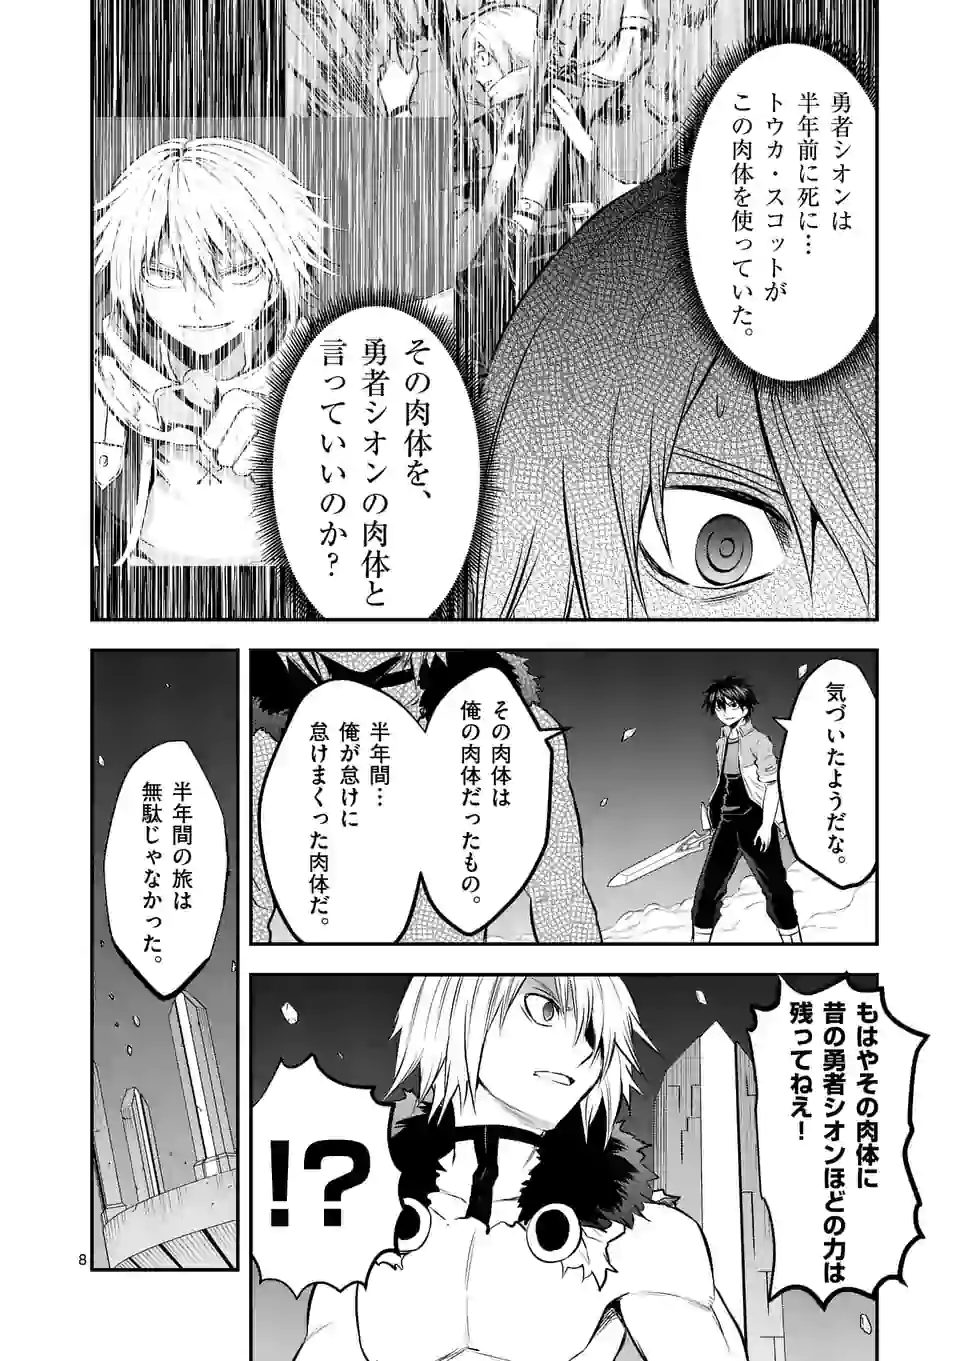 勇者シオンは
半年前に死に…
トウカ・スコットが
この肉体を使っていた。
その肉体を、
勇者シオンの肉体と
言っていいのか？
気づいたようだな。
その肉体は
俺の肉体だったもの。
半年間…
俺が怠けに
怠けまくった肉体だ。
半年間の旅は
無駄じゃなかった。
もはやその肉体に
昔の勇者シオンほどの力は
残ってねえ！
!?
8